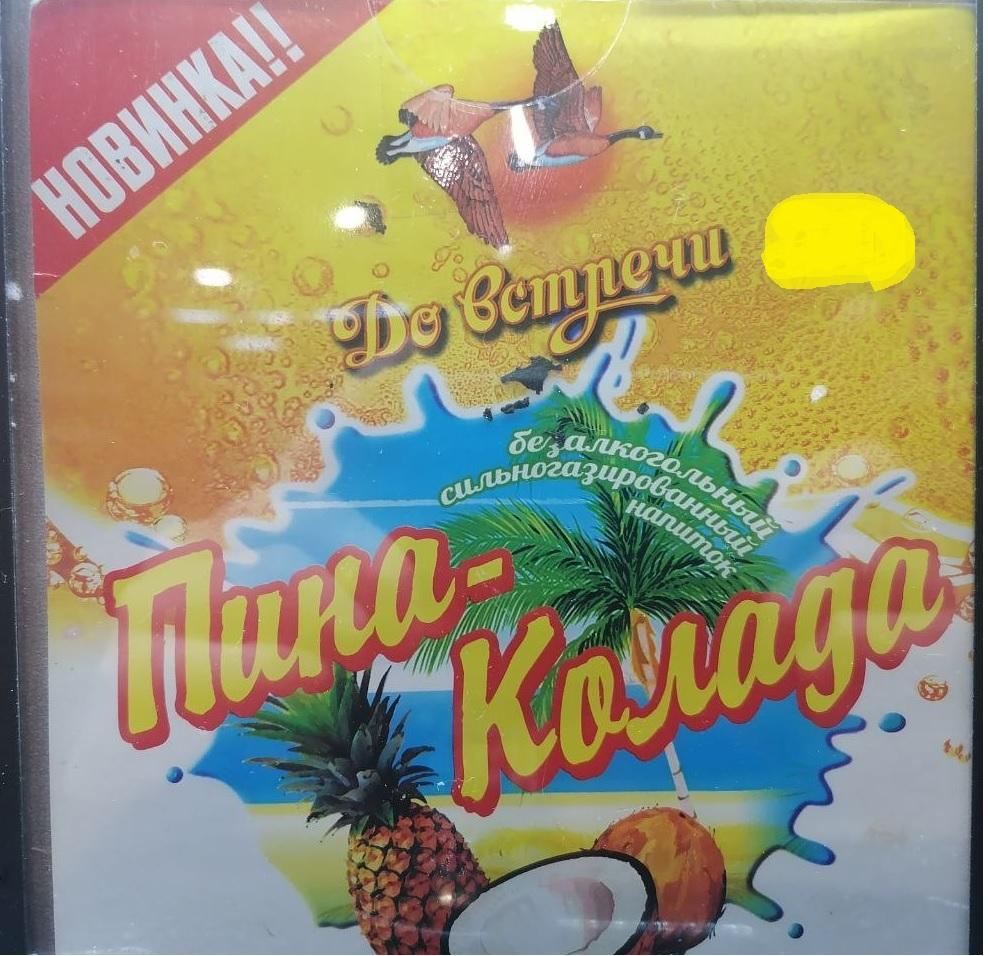 НОВИНКА!!
До встречи
безалкогольный
сильногазированный
напиток
Пина-
Колада